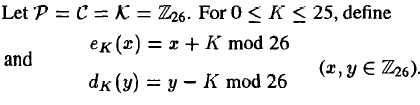 Let 𝒫 = 𝒞 = 𝒦 = ℤ₂₆. For 0 ≤ K ≤ 25, define
e_K(x) = x + K mod 26
and
d_K(y) = y − K mod 26 (x, y ∈ ℤ₂₆).